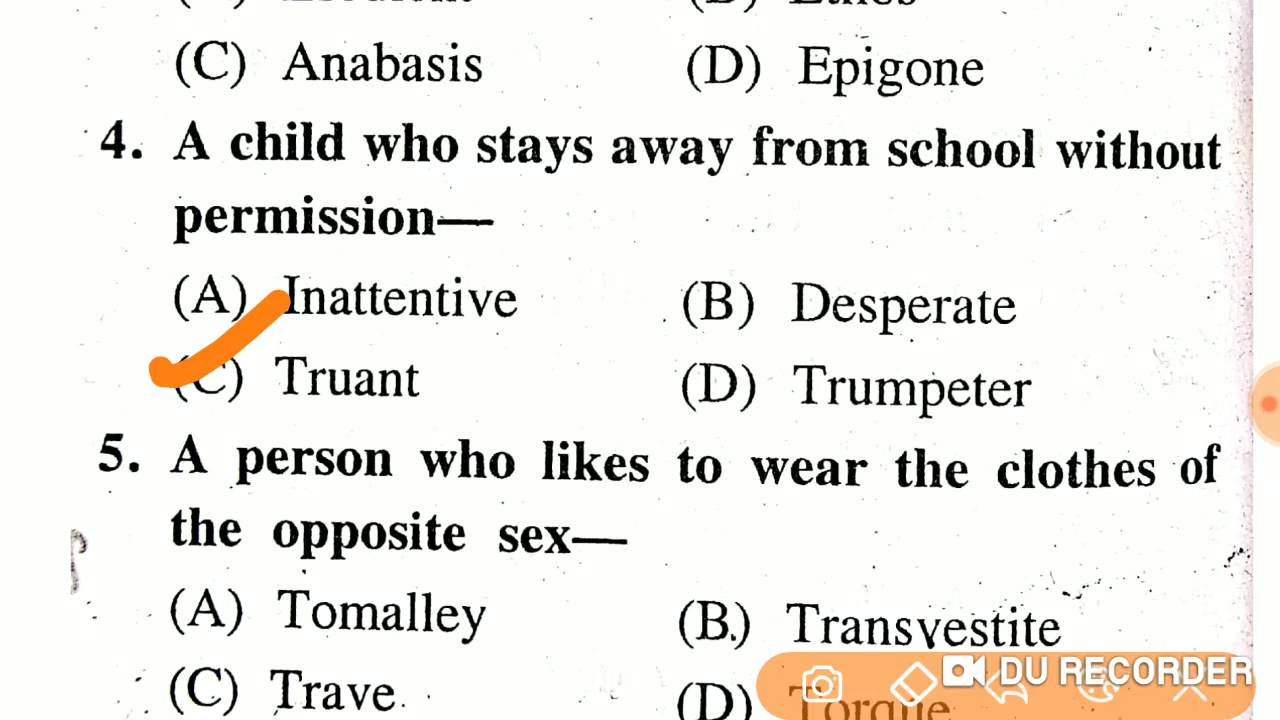 (C) Anabasis (D) Epigone
4. A child who stays away from school without
permission—
(A) Inattentive (B) Desperate
(C) Truant (D) Trumpeter
5. A person who likes to wear the clothes of
the opposite sex—
(A) Tomalley (B.) Transvestite
(C) Trave (D) Torque
DU RECORDER